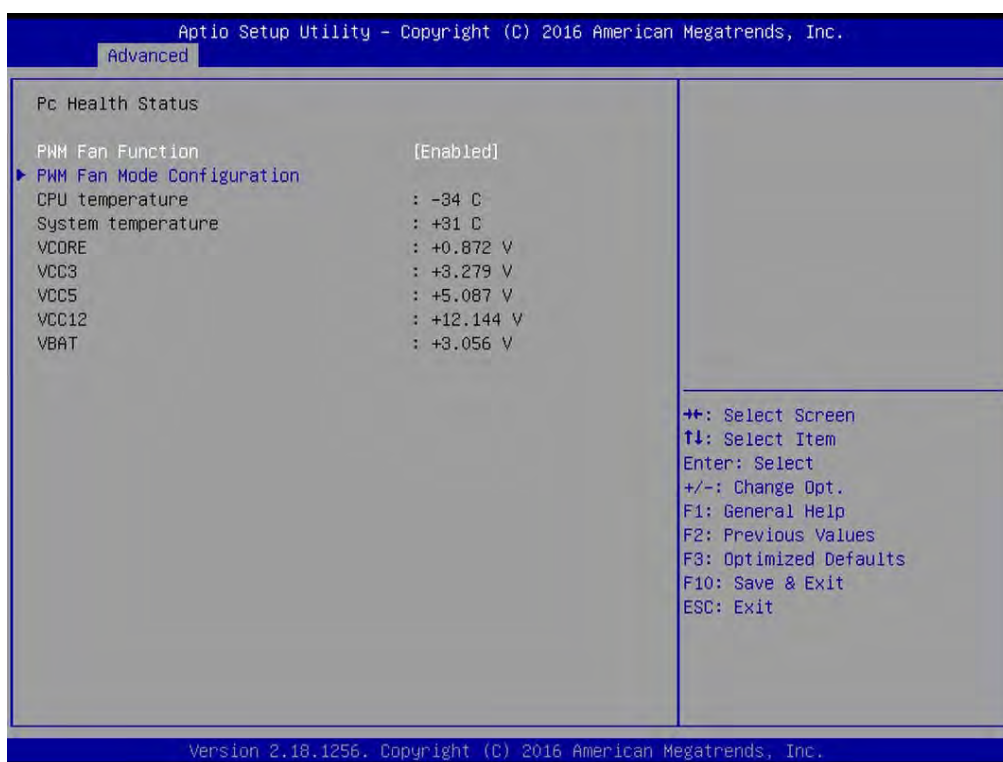 Aptio Setup Utility – Copyright (C) 2016 American Megatrends, Inc.
Advanced
Pc Health Status
PWM Fan Function [Enabled]
PWM Fan Mode Configuration
CPU temperature : -34 C
System temperature : +31 C
VCORE : +0.872 V
VCC3 : +3.279 V
VCC5 : +5.087 V
VCC12 : +12.144 V
VBAT : +3.056 V
→←: Select Screen
↑↓: Select Item
Enter: Select
+/-: Change Opt.
F1: General Help
F2: Previous Values
F3: Optimized Defaults
F10: Save & Exit
ESC: Exit
Version 2.18.1256. Copyright (C) 2016 American Megatrends, Inc.